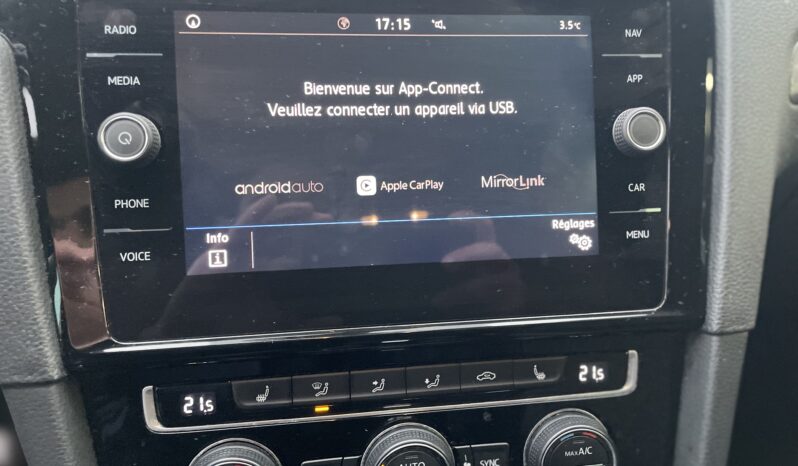 RADIO
MEDIA
PHONE
VOICE
17:15
3.5°C
Bienvenue sur App-Connect.
Veuillez connecter un appareil via USB.
androidauto
Apple CarPlay
MirrorLink
Info
i
Réglages
NAV
APP
CAR
MENU
21.5
21.5
AUTO
SYNC
MAX A/C